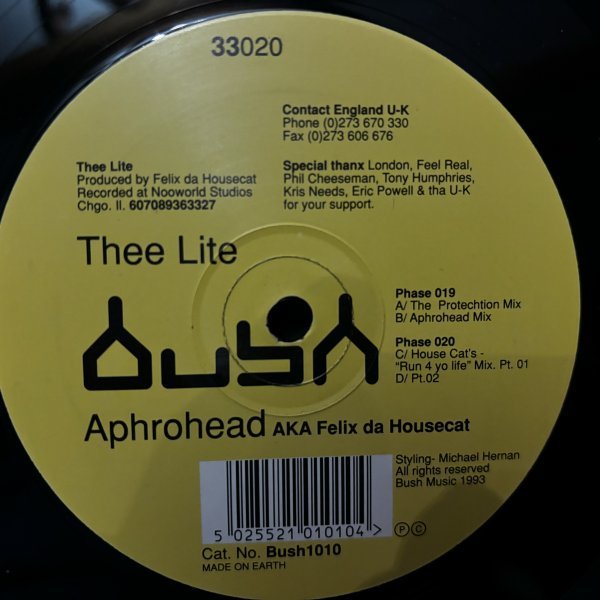 33020
Contact England U-K
Phone (0)273 670 330
Fax (0)273 606 676
Thee Lite
Produced by Felix da Housecat
Recorded at Nooworld Studios
Chgo. Il. 607089363327
Special thanx London, Feel Real,
Phil Cheeseman, Tony Humphries,
Kris Needs, Eric Powell & tha U-K
for your support.
Thee Lite
Phase 019
A/ The Protechtion Mix
B/ Aphrohead Mix
Phase 020
C/ House Cat's -
“Run 4 yo life” Mix. Pt. 01
D/ Pt.02
bush
Aphrohead AKA Felix da Housecat
Styling- Michael Hernan
All rights reserved
Bush Music 1993
5 025521 010104 >
Ⓟ Ⓒ
Cat. No. Bush1010
MADE ON EARTH